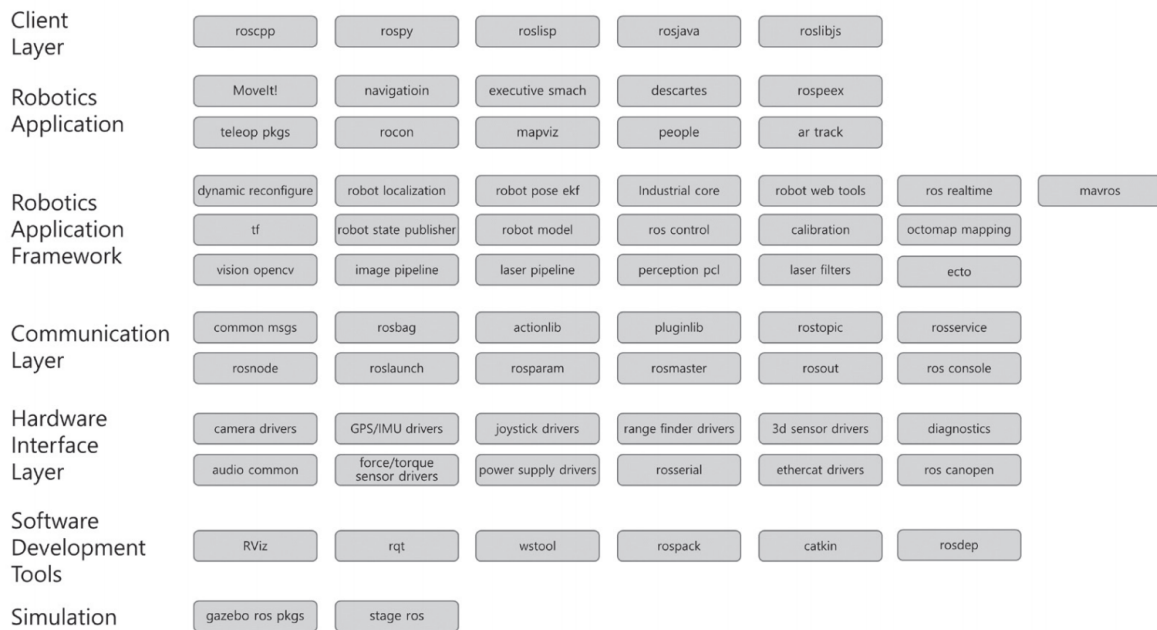 Client
Layer
roscpp rospy roslisp rosjava roslibjs
Robotics
Application
MoveIt! navigatioin executive smach descartes rospeex
teleop pkgs rocon mapviz people ar track
Robotics
Application
Framework
dynamic reconfigure robot localization robot pose ekf Industrial core robot web tools ros realtime mavros
tf robot state publisher robot model ros control calibration octomap mapping
vision opencv image pipeline laser pipeline perception pcl laser filters ecto
Communication
Layer
common msgs rosbag actionlib pluginlib rostopic rosservice
rosnode roslaunch rosparam rosmaster rosout ros console
Hardware
Interface
Layer
camera drivers GPS/IMU drivers joystick drivers range finder drivers 3d sensor drivers diagnostics
audio common force/torque
sensor drivers power supply drivers rosserial ethercat drivers ros canopen
Software
Development
Tools
RViz rqt wstool rospack catkin rosdep
Simulation
gazebo ros pkgs stage ros